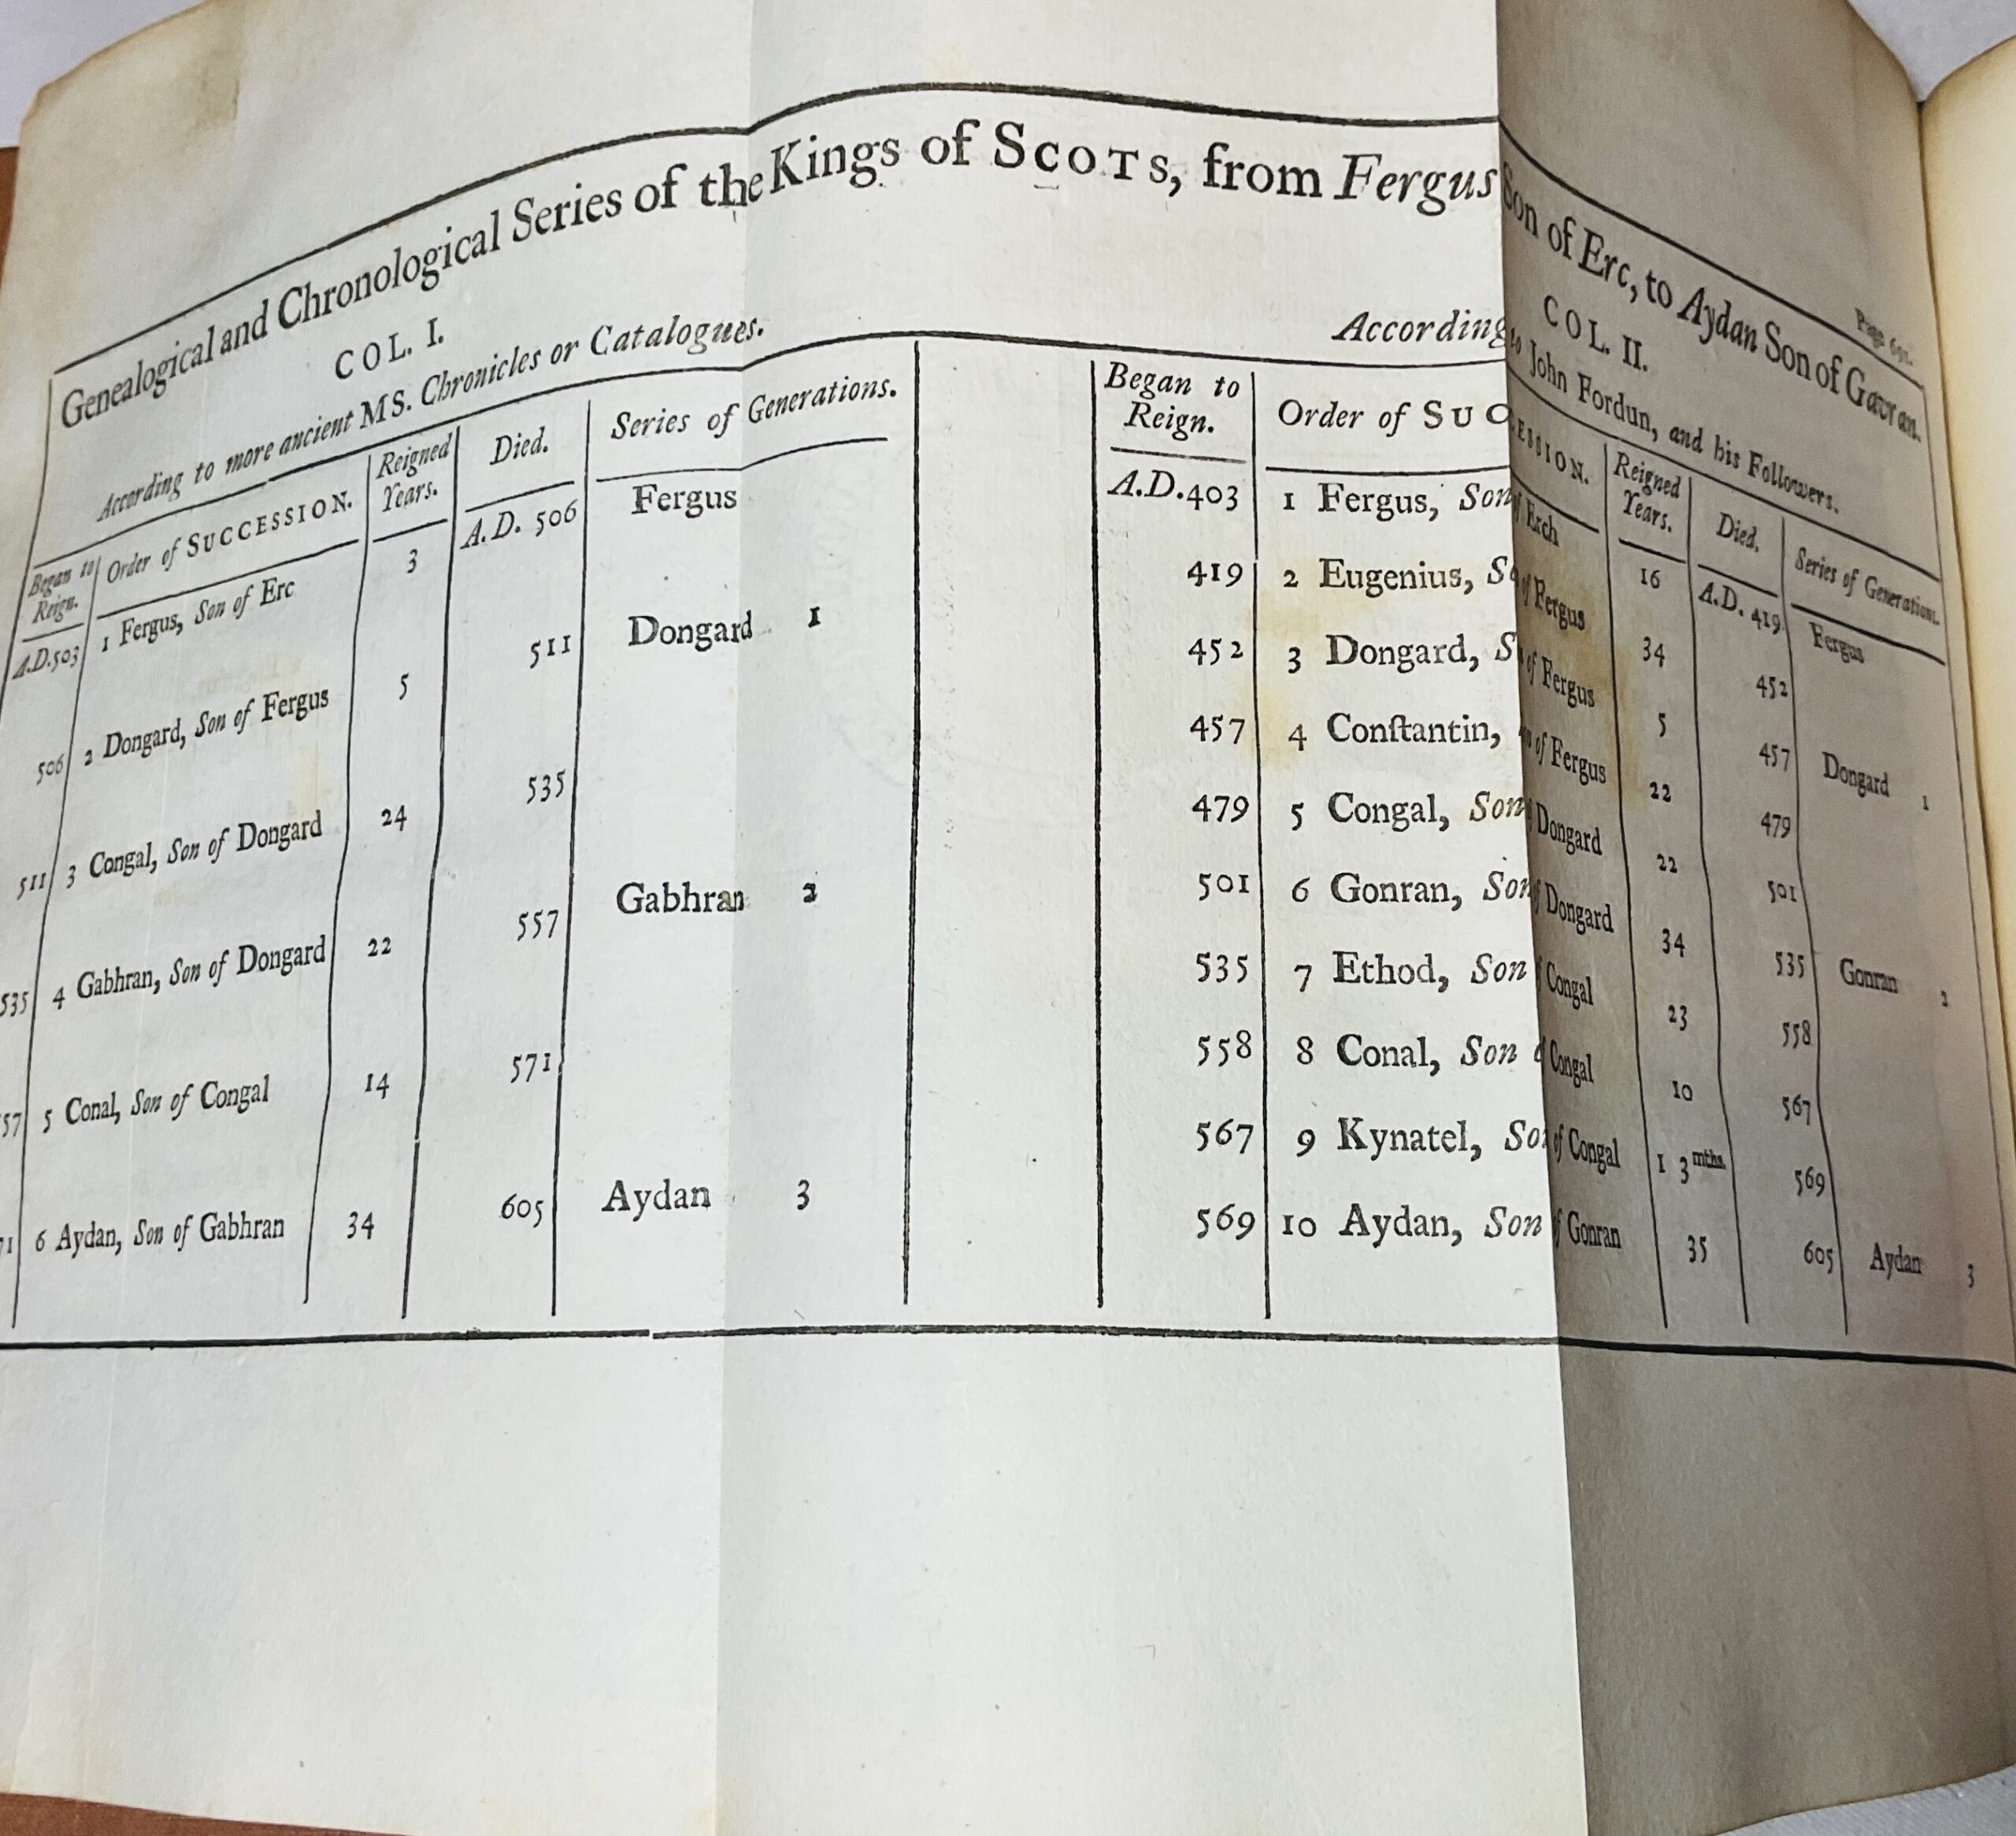 Page 691.
Genealogical and Chronological Series of the Kings of SCOTS, from Fergus Son of Erc, to Aydan Son of Gavran.
COL. I.
According to more ancient MS. Chronicles or Catalogues.
Began to Reign. Order of SUCCESSION. Reigned Years. Died. Series of Generations.
A.D.503 1 Fergus, Son of Erc 3 A.D. 506 Fergus
506 2 Dongard, Son of Fergus 5 511 Dongard 1
511 3 Congal, Son of Dongard 24 535
535 4 Gabhran, Son of Dongard 22 557 Gabhran 2
57 5 Conal, Son of Congal 14 571
71 6 Aydan, Son of Gabhran 34 605 Aydan 3
COL. II.
According to John Fordun, and his Followers.
Began to Reign. Order of SUCCESSION. Reigned Years. Died. Series of Generations.
A.D.403 1 Fergus, Son of Erch 16 A.D. 419 Fergus
419 2 Eugenius, So of Fergus 34 452
452 3 Dongard, S of Fergus 5 457 Dongard 1
457 4 Conſtantin, on of Fergus 22 479
479 5 Congal, Son of Dongard 22 501
501 6 Gonran, Son of Dongard 34 535 Gonran 2
535 7 Ethod, Son of Congal 23 558
558 8 Conal, Son of Congal 10 567
567 9 Kynatel, Son of Congal 1 3 mths. 569
569 10 Aydan, Son of Gonran 35 605 Aydan 3